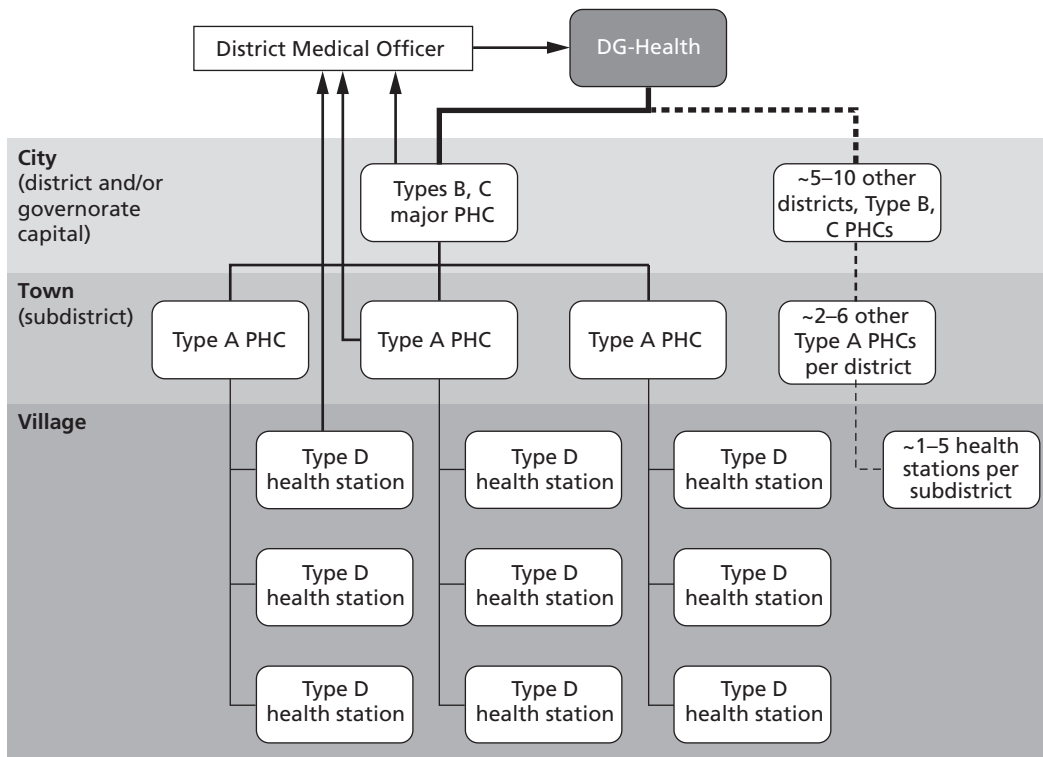 District Medical Officer
DG-Health
City
(district and/or
governorate
capital)
Types B, C
major PHC
~5–10 other
districts, Type B,
C PHCs
Town
(subdistrict)
Type A PHC
Type A PHC
Type A PHC
~2–6 other
Type A PHCs
per district
Village
Type D
health station
Type D
health station
Type D
health station
~1–5 health
stations per
subdistrict
Type D
health station
Type D
health station
Type D
health station
Type D
health station
Type D
health station
Type D
health station